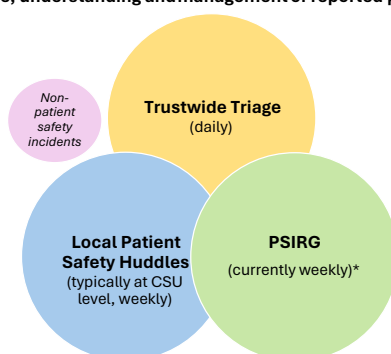 , understanding and management of reported p
Non-
patient
safety
incidents
Trustwide Triage
(daily)
Local Patient
Safety Huddles
(typically at CSU
level, weekly)
PSIRG
(currently weekly)*